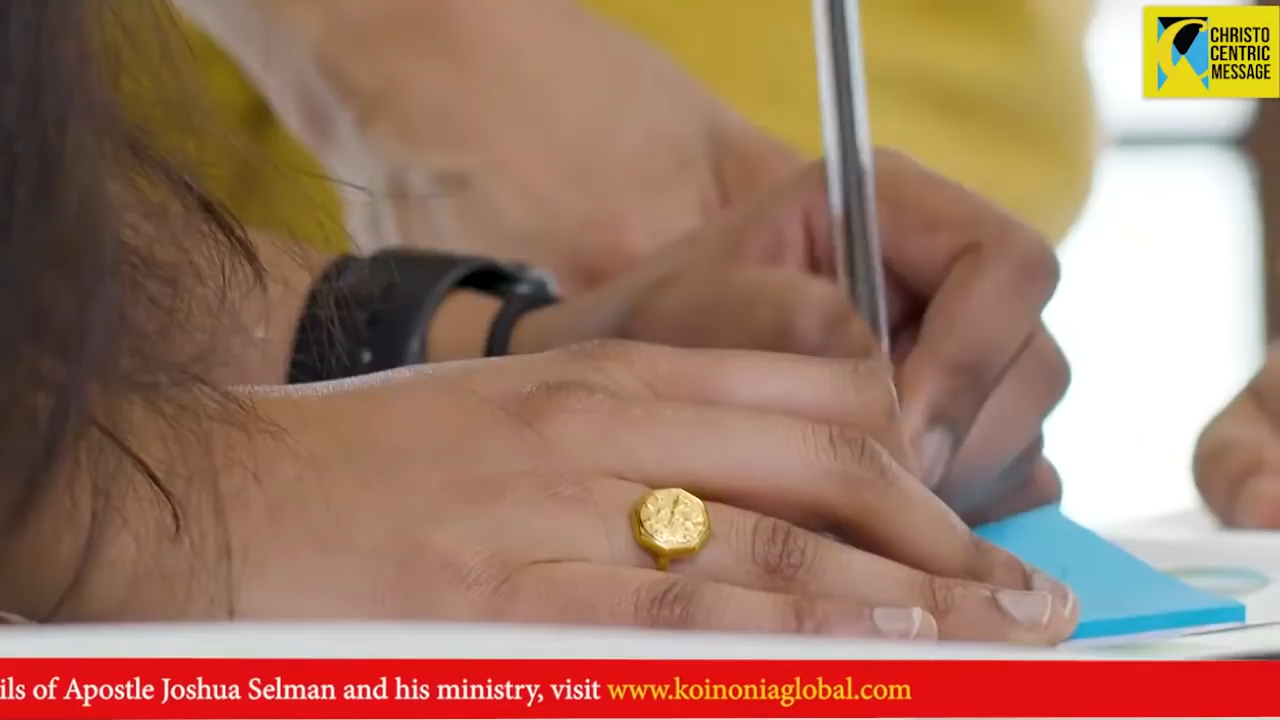 CHRISTO
CENTRIC
MESSAGE
ils of Apostle Joshua Selman and his ministry, visit www.koinoniaglobal.com